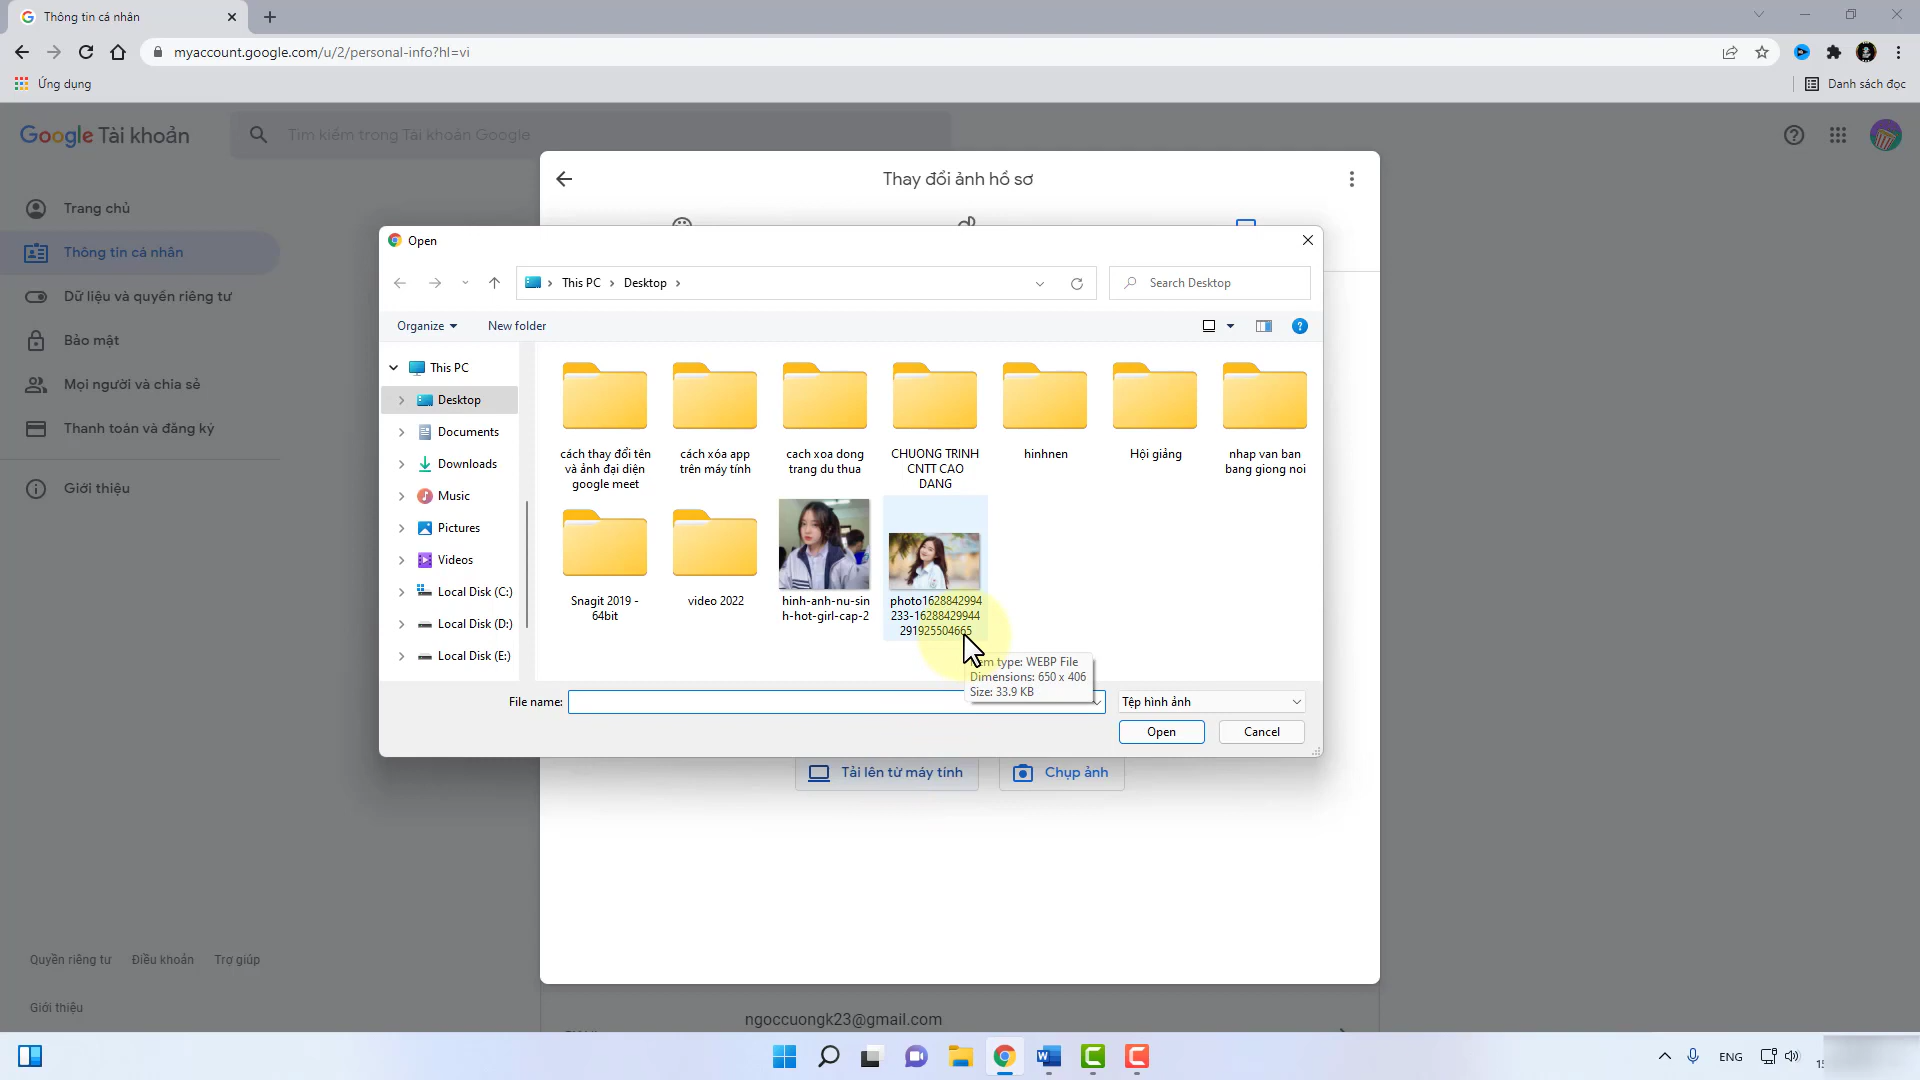 Thông tin cá nhân
myaccount.google.com/u/2/personal-info?hl=vi
Ứng dụng
Danh sách đọc
Google Tài khoản
Tìm kiếm trong Tài khoản Google
Trang chủ
Thông tin cá nhân
Dữ liệu và quyền riêng tư
Bảo mật
Mọi người và chia sẻ
Thanh toán và đăng ký
Giới thiệu
Thay đổi ảnh hồ sơ
Open
This PC
Desktop
Search Desktop
Organize
New folder
This PC
Desktop
Documents
Downloads
Music
Pictures
Videos
Local Disk (C:)
Local Disk (D:)
Local Disk (E:)
cách thay đổi tên
và ảnh đại diện
google meet
cách xóa app
trên máy tính
cach xoa dong
trang du thua
CHUONG TRINH
CNTT CAO
DANG
hinhnen
Hội giảng
nhap van ban
bang giong noi
Snagit 2019 -
64bit
video 2022
hinh-anh-nu-sin
h-hot-girl-cap-2
photo1628842994
233-16288429944
291925504665
Item type: WEBP File
Dimensions: 650 x 406
Size: 33.9 KB
File name:
Tệp hình ảnh
Open
Cancel
Tải lên từ máy tính
Chụp ảnh
Quyền riêng tư
Điều khoản
Trợ giúp
Giới thiệu
ngoccuongk23@gmail.com
ENG